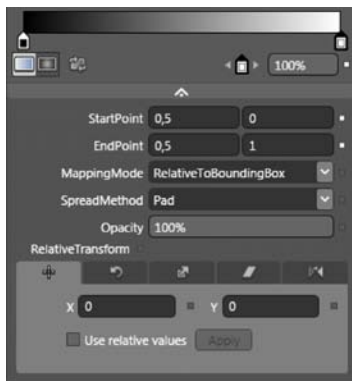 100%
StartPoint 0,5 0
EndPoint 0,5 1
MappingMode RelativeToBoundingBox
SpreadMethod Pad
Opacity 100%
RelativeTransform
X 0 Y 0
Use relative values Apply